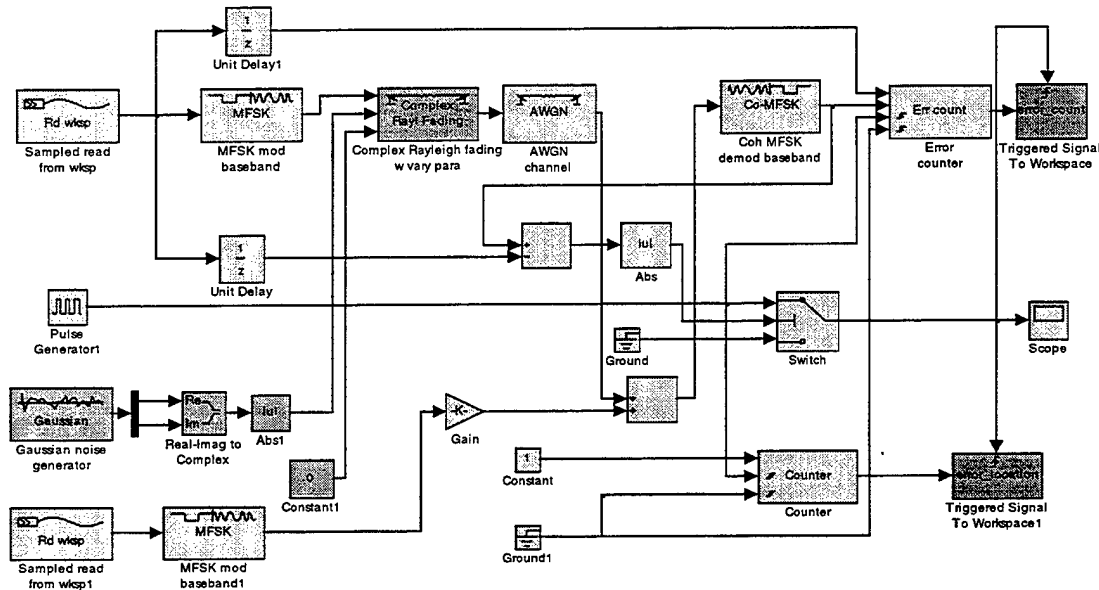 1
z
Unit Delay1
Rd wksp
Sampled read
from wksp
MFSK
MFSK mod
baseband
Complex
Rayl Fading
Complex Rayleigh fading
w vary para
AWGN
AWGN
channel
Co-MFSK
Coh MFSK
demod baseband
Err count
Error
counter
error_count
Triggered Signal
To Workspace
1
z
Unit Delay
+
−
|u|
Abs
Pulse
Generator1
Ground
Switch
Scope
Gaussian
Gaussian noise
generator
Re
Im
Real-Imag to
Complex
|u|
Abs1
0
Constant1
-K-
Gain
+
+
1
Constant
Counter
Counter
error_location
Triggered Signal
To Workspace1
Ground1
Rd wksp
Sampled read
from wksp1
MFSK
MFSK mod
baseband1